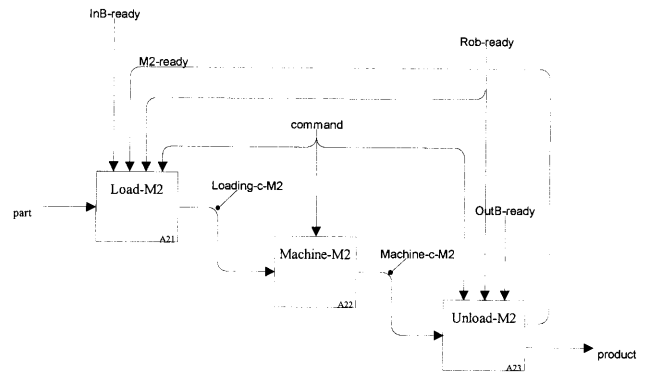 InB-ready
Rob-ready
M2-ready
command
Load-M2
Loading-c-M2
part
OutB-ready
A21
Machine-M2
Machine-c-M2
A22
Unload-M2
product
A23